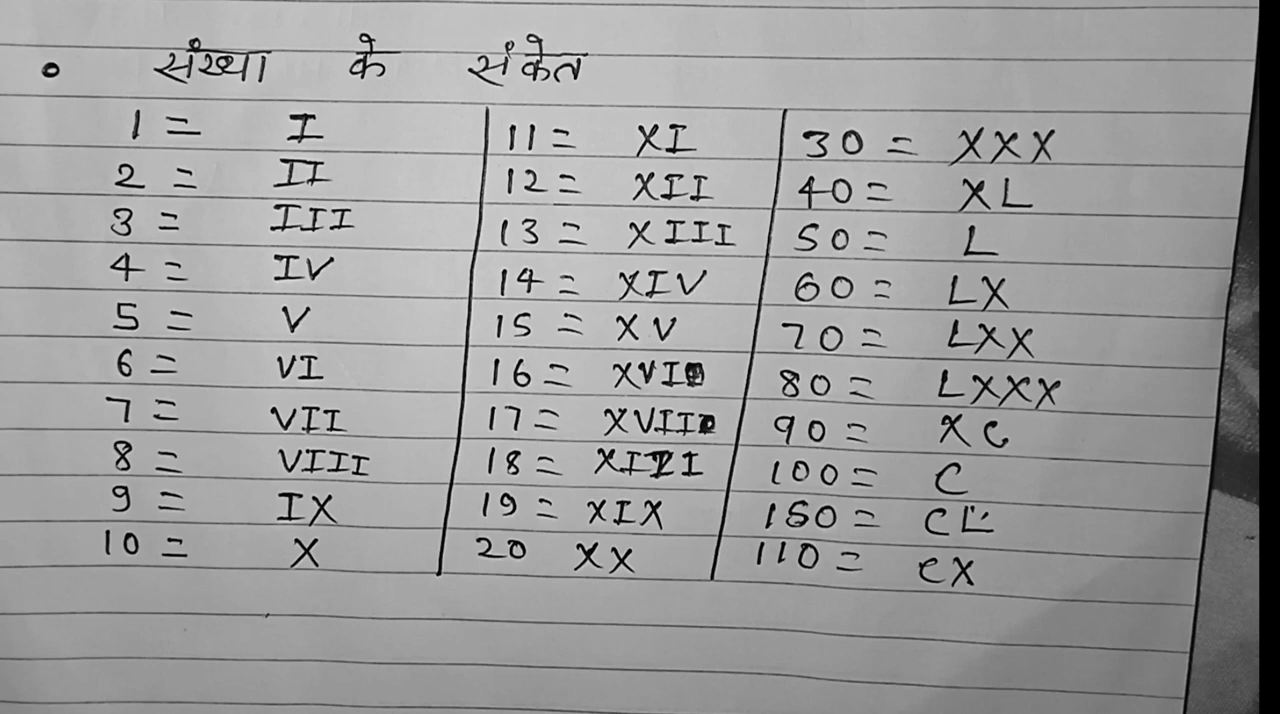 • संख्या के संकेत
1 = I
2 = II
3 = III
4 = IV
5 = V
6 = VI
7 = VII
8 = VIII
9 = IX
10 = X
11 = XI
12 = XII
13 = XIII
14 = XIV
15 = XV
16 = XVI
17 = XVII
18 =
19 = XIX
20 XX
30 = XXX
40 = XL
50 = L
60 = LX
70 = LXX
80 = LXXX
90 = XC
100 = C
150 = CL
110 = CX